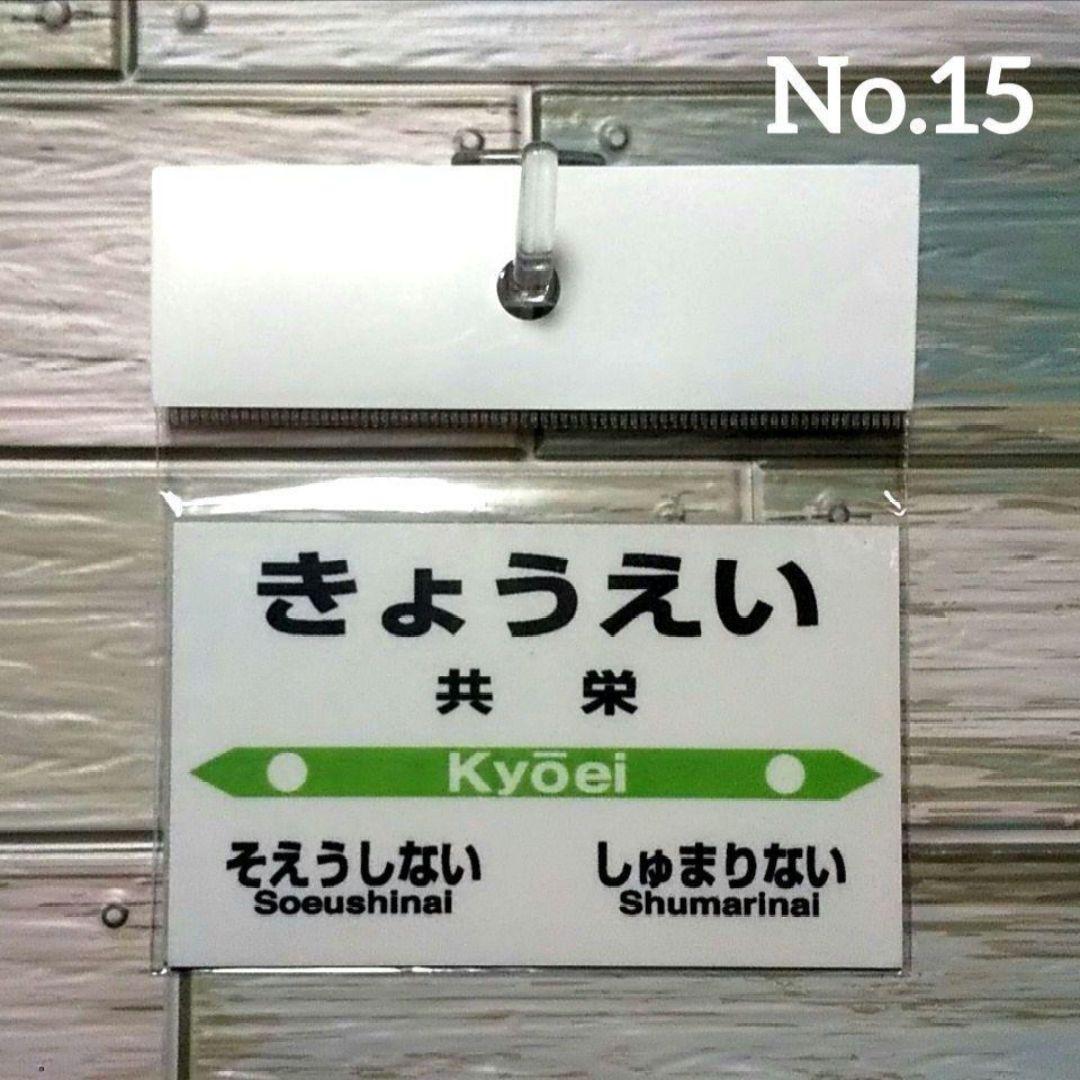 No.15
きょうえい
共栄
Kyōei
そえうしない しゅまりない
Soeushinai Shumarinai